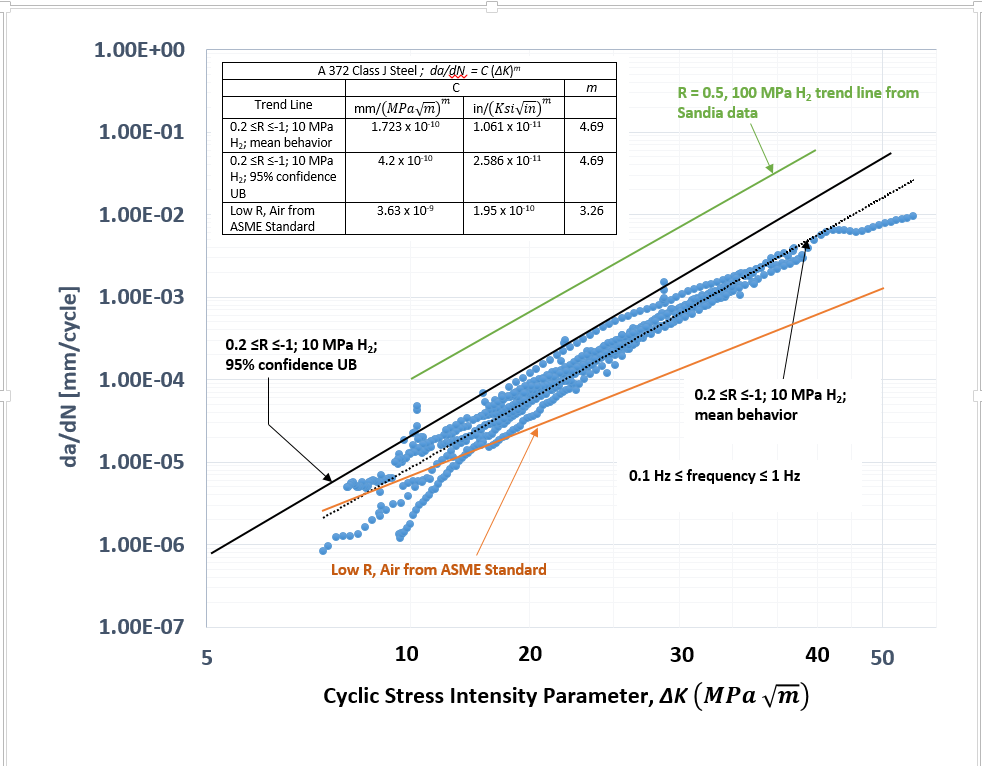 1.00E+00
1.00E-01
1.00E-02
1.00E-03
1.00E-04
1.00E-05
1.00E-06
1.00E-07
da/dN [mm/cycle]
A 372 Class J Steel ; da/dN = C (ΔK)^m
C m
Trend Line mm/(MPa√m)^m in/(Ksi√in)^m
0.2 ≤R ≤-1; 10 MPa 1.723 x 10^-10 1.061 x 10^-11 4.69
H₂; mean behavior
0.2 ≤R ≤-1; 10 MPa 4.2 x 10^-10 2.586 x 10^-11 4.69
H₂; 95% confidence
UB
Low R, Air from 3.63 x 10^-9 1.95 x 10^-10 3.26
ASME Standard
R = 0.5, 100 MPa H₂ trend line from
Sandia data
0.2 ≤R ≤-1; 10 MPa H₂;
95% confidence UB
0.2 ≤R ≤-1; 10 MPa H₂;
mean behavior
0.1 Hz ≤ frequency ≤ 1 Hz
Low R, Air from ASME Standard
5 10 20 30 40 50
Cyclic Stress Intensity Parameter, ΔK (MPa √m)